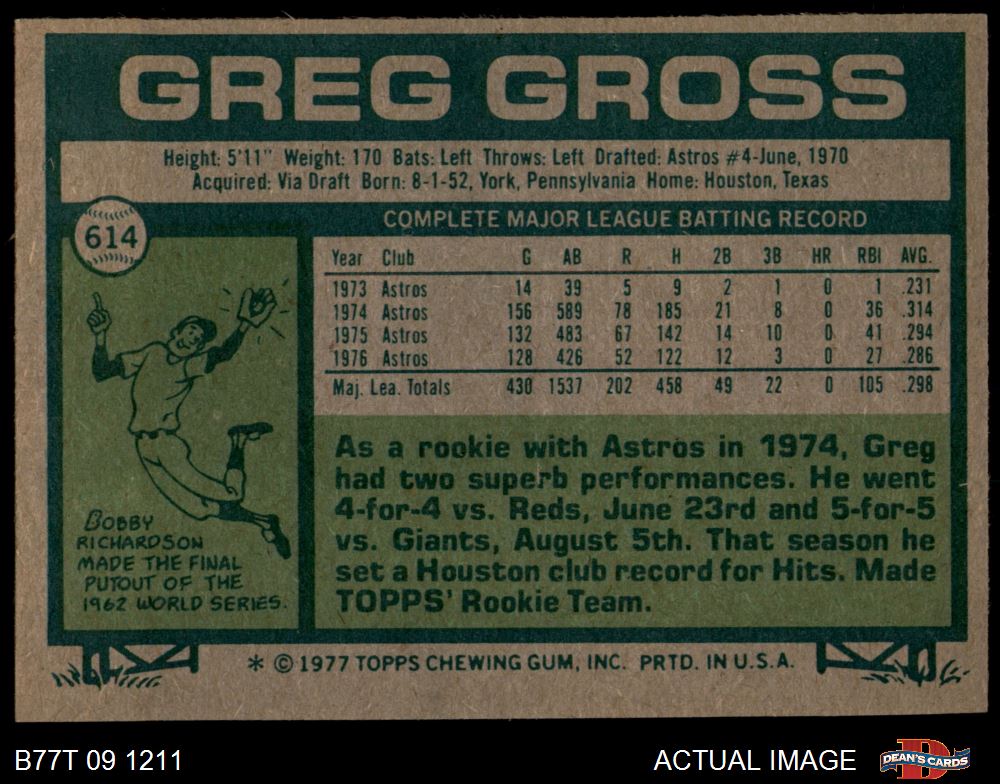 GREG GROSS
Height: 5'11" Weight: 170 Bats: Left Throws: Left Drafted: Astros #4-June, 1970
Acquired: Via Draft Born: 8-1-52, York, Pennsylvania Home: Houston, Texas
614
COMPLETE MAJOR LEAGUE BATTING RECORD
Year Club G AB R H 2B 3B HR RBI AVG.
1973 Astros 14 39 5 9 2 1 0 1 .231
1974 Astros 156 589 78 185 21 8 0 36 .314
1975 Astros 132 483 67 142 14 10 0 41 .294
1976 Astros 128 426 52 122 12 3 0 27 .286
Maj. Lea. Totals 430 1537 202 458 49 22 0 105 .298
BOBBY
RICHARDSON
MADE THE FINAL
PUTOUT OF THE
1962 WORLD SERIES.
As a rookie with Astros in 1974, Greg
had two superb performances. He went
4-for-4 vs. Reds, June 23rd and 5-for-5
vs. Giants, August 5th. That season he
set a Houston club record for Hits. Made
TOPPS' Rookie Team.
* © 1977 TOPPS CHEWING GUM, INC. PRTD. IN U.S.A.
B77T 09 1211
ACTUAL IMAGE
DEAN'S CARDS